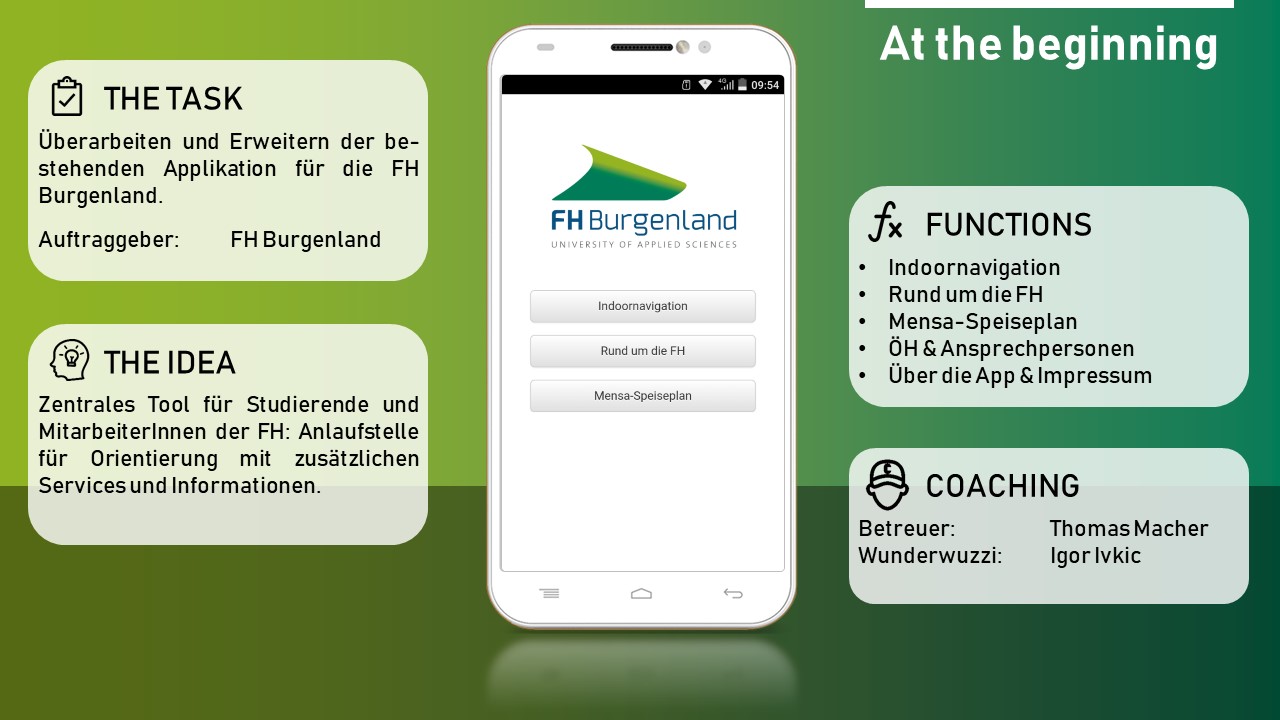 At the beginning
THE TASK
Überarbeiten und Erweitern der be-
stehenden Applikation für die FH
Burgenland.
Auftraggeber: FH Burgenland
THE IDEA
Zentrales Tool für Studierende und
MitarbeiterInnen der FH: Anlaufstelle
für Orientierung mit zusätzlichen
Services und Informationen.
4G 09:54
FH Burgenland
UNIVERSITY OF APPLIED SCIENCES
Indoornavigation
Rund um die FH
Mensa-Speiseplan
fx FUNCTIONS
• Indoornavigation
• Rund um die FH
• Mensa-Speiseplan
• ÖH & Ansprechpersonen
• Über die App & Impressum
C
COACHING
Betreuer: Thomas Macher
Wunderwuzzi: Igor Ivkic